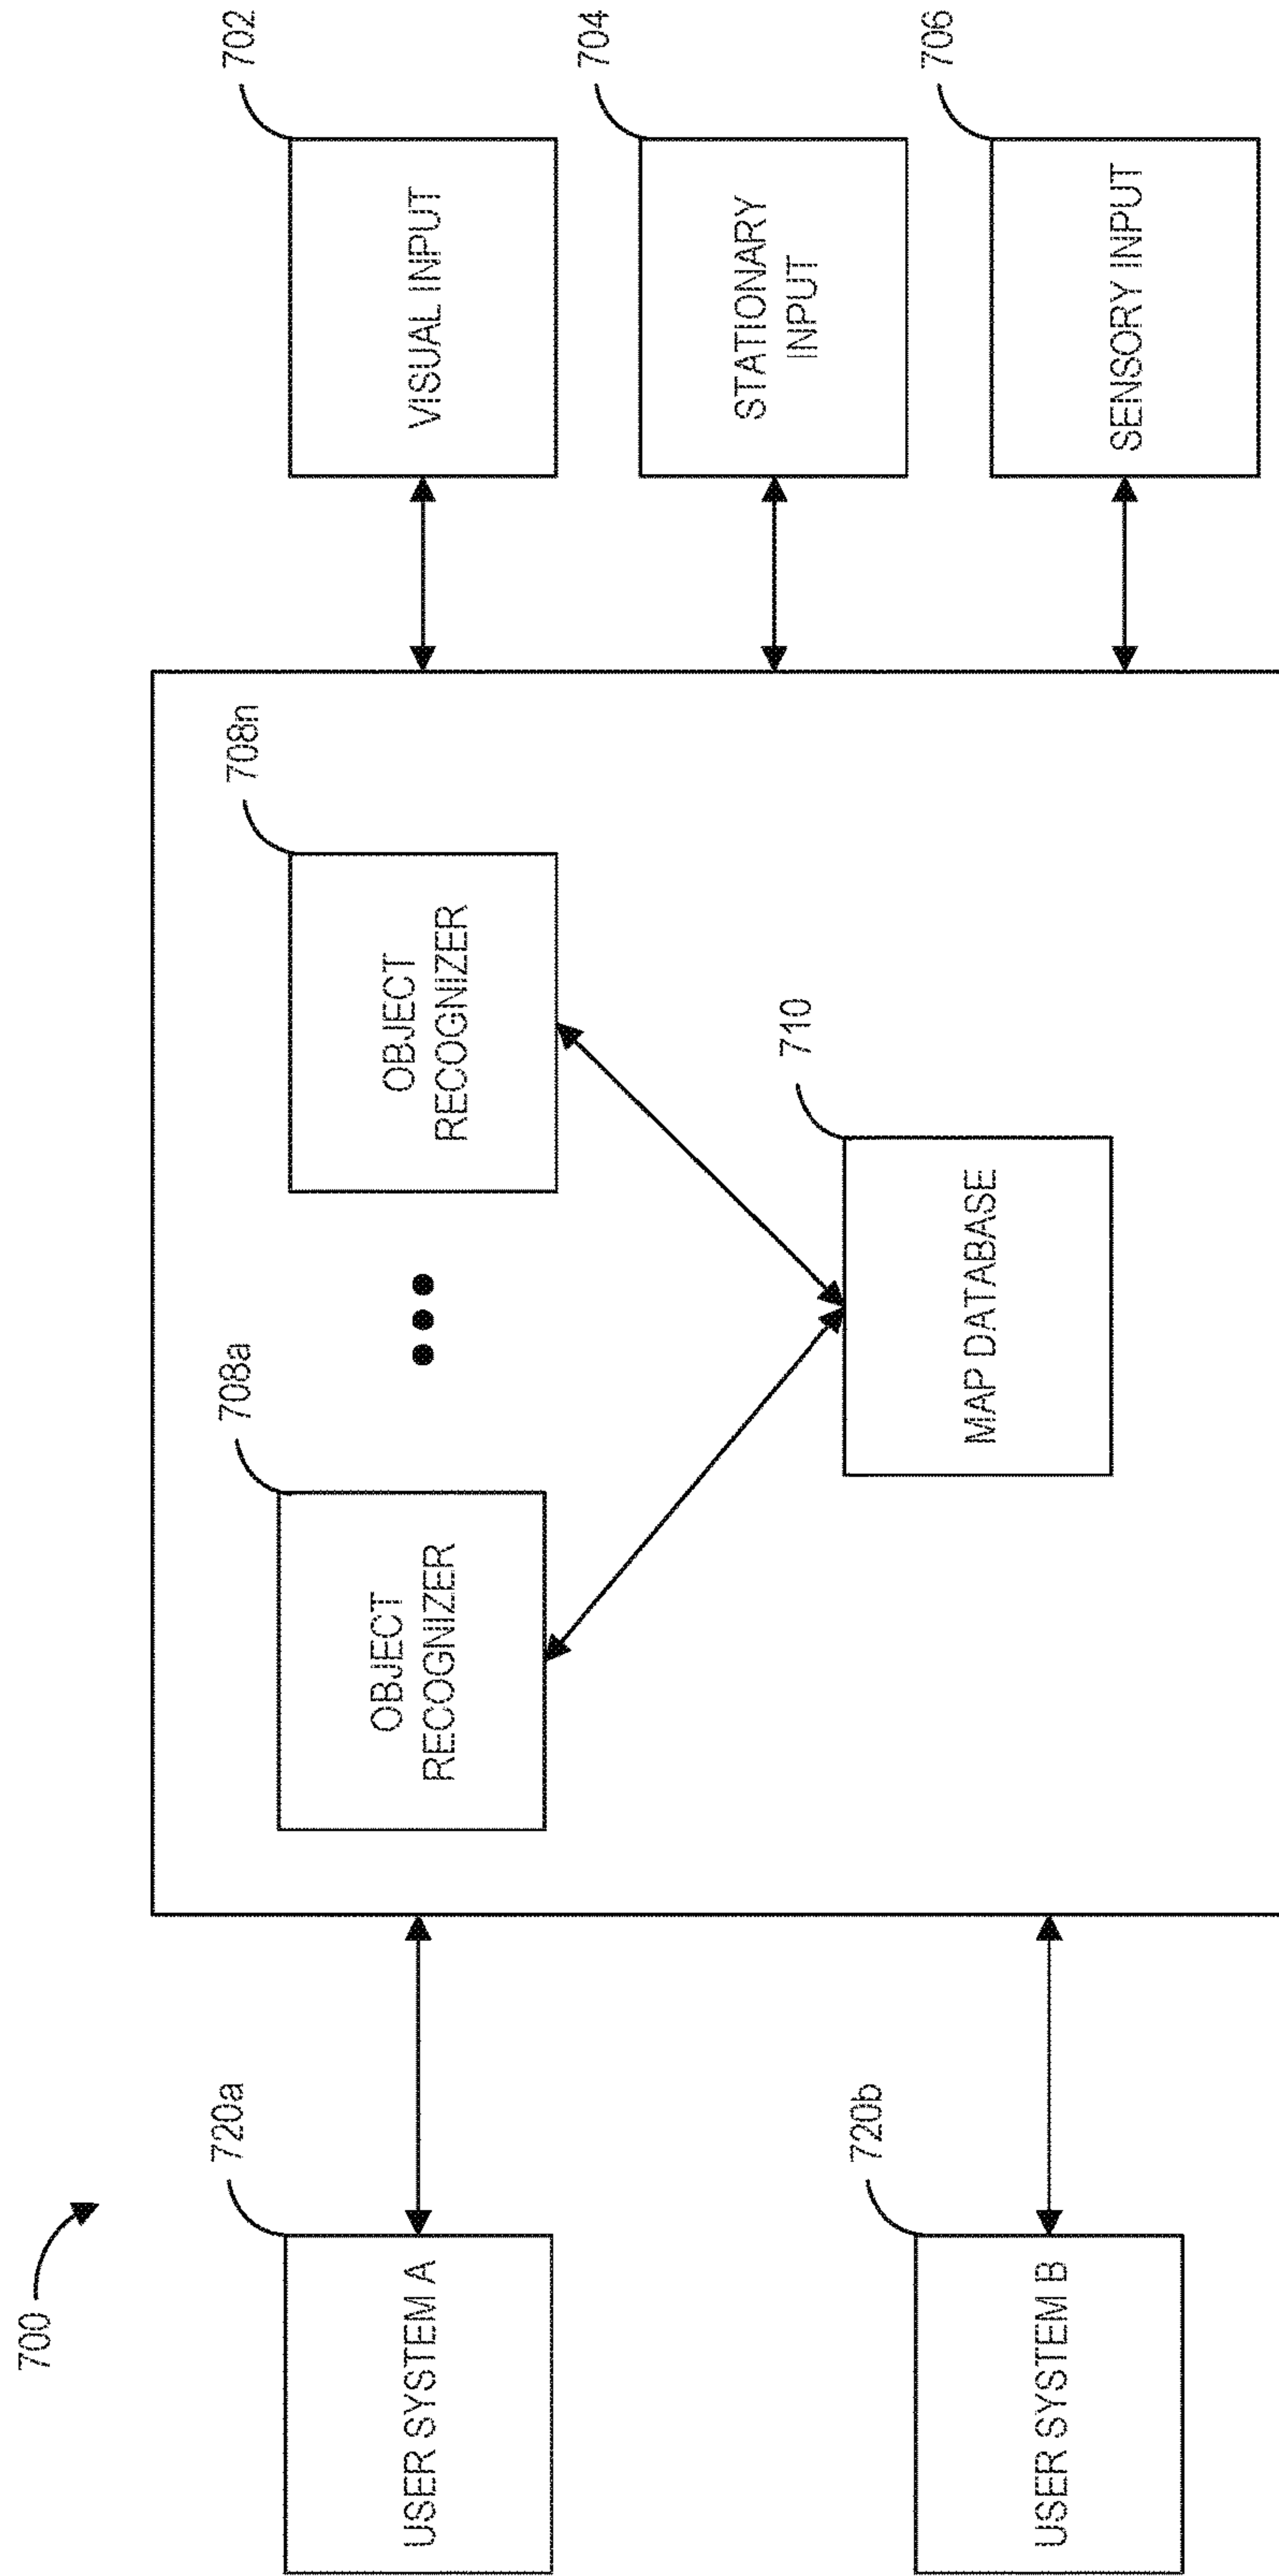 700
720a
USER SYSTEM A
720b
USER SYSTEM B
708a
OBJECT
RECOGNIZER
708n
OBJECT
RECOGNIZER
710
MAP DATABASE
702
VISUAL INPUT
704
STATIONARY
INPUT
706
SENSORY INPUT